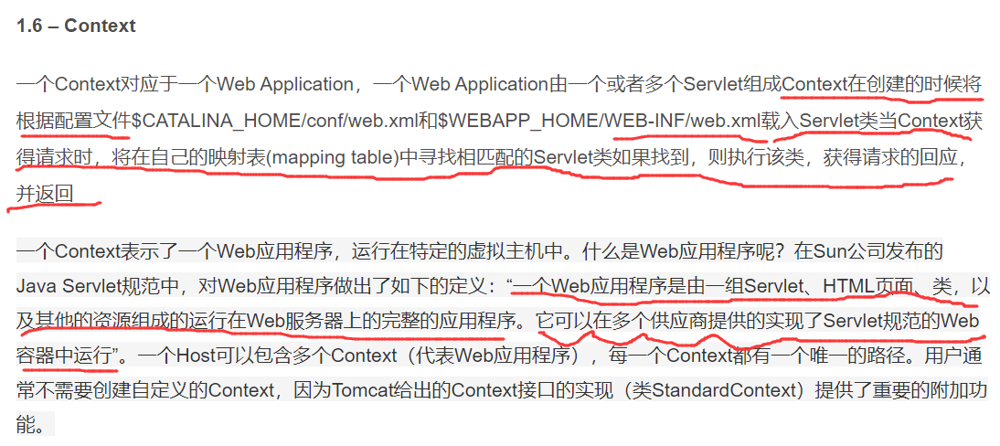 1.6 – Context
一个Context对应于一个Web Application，一个Web Application由一个或者多个Servlet组成Context在创建的时候将
根据配置文件$CATALINA_HOME/conf/web.xml和$WEBAPP_HOME/WEB-INF/web.xml载入Servlet类当Context获
得请求时，将在自己的映射表(mapping table)中寻找相匹配的Servlet类如果找到，则执行该类，获得请求的回应，
并返回
一个Context表示了一个Web应用程序，运行在特定的虚拟主机中。什么是Web应用程序呢？在Sun公司发布的
Java Servlet规范中，对Web应用程序做出了如下的定义：“一个Web应用程序是由一组Servlet、HTML页面、类，以
及其他的资源组成的运行在Web服务器上的完整的应用程序。它可以在多个供应商提供的实现了Servlet规范的Web
容器中运行”。一个Host可以包含多个Context（代表Web应用程序），每一个Context都有一个唯一的路径。用户通
常不需要创建自定义的Context，因为Tomcat给出的Context接口的实现（类StandardContext）提供了重要的附加功
能。